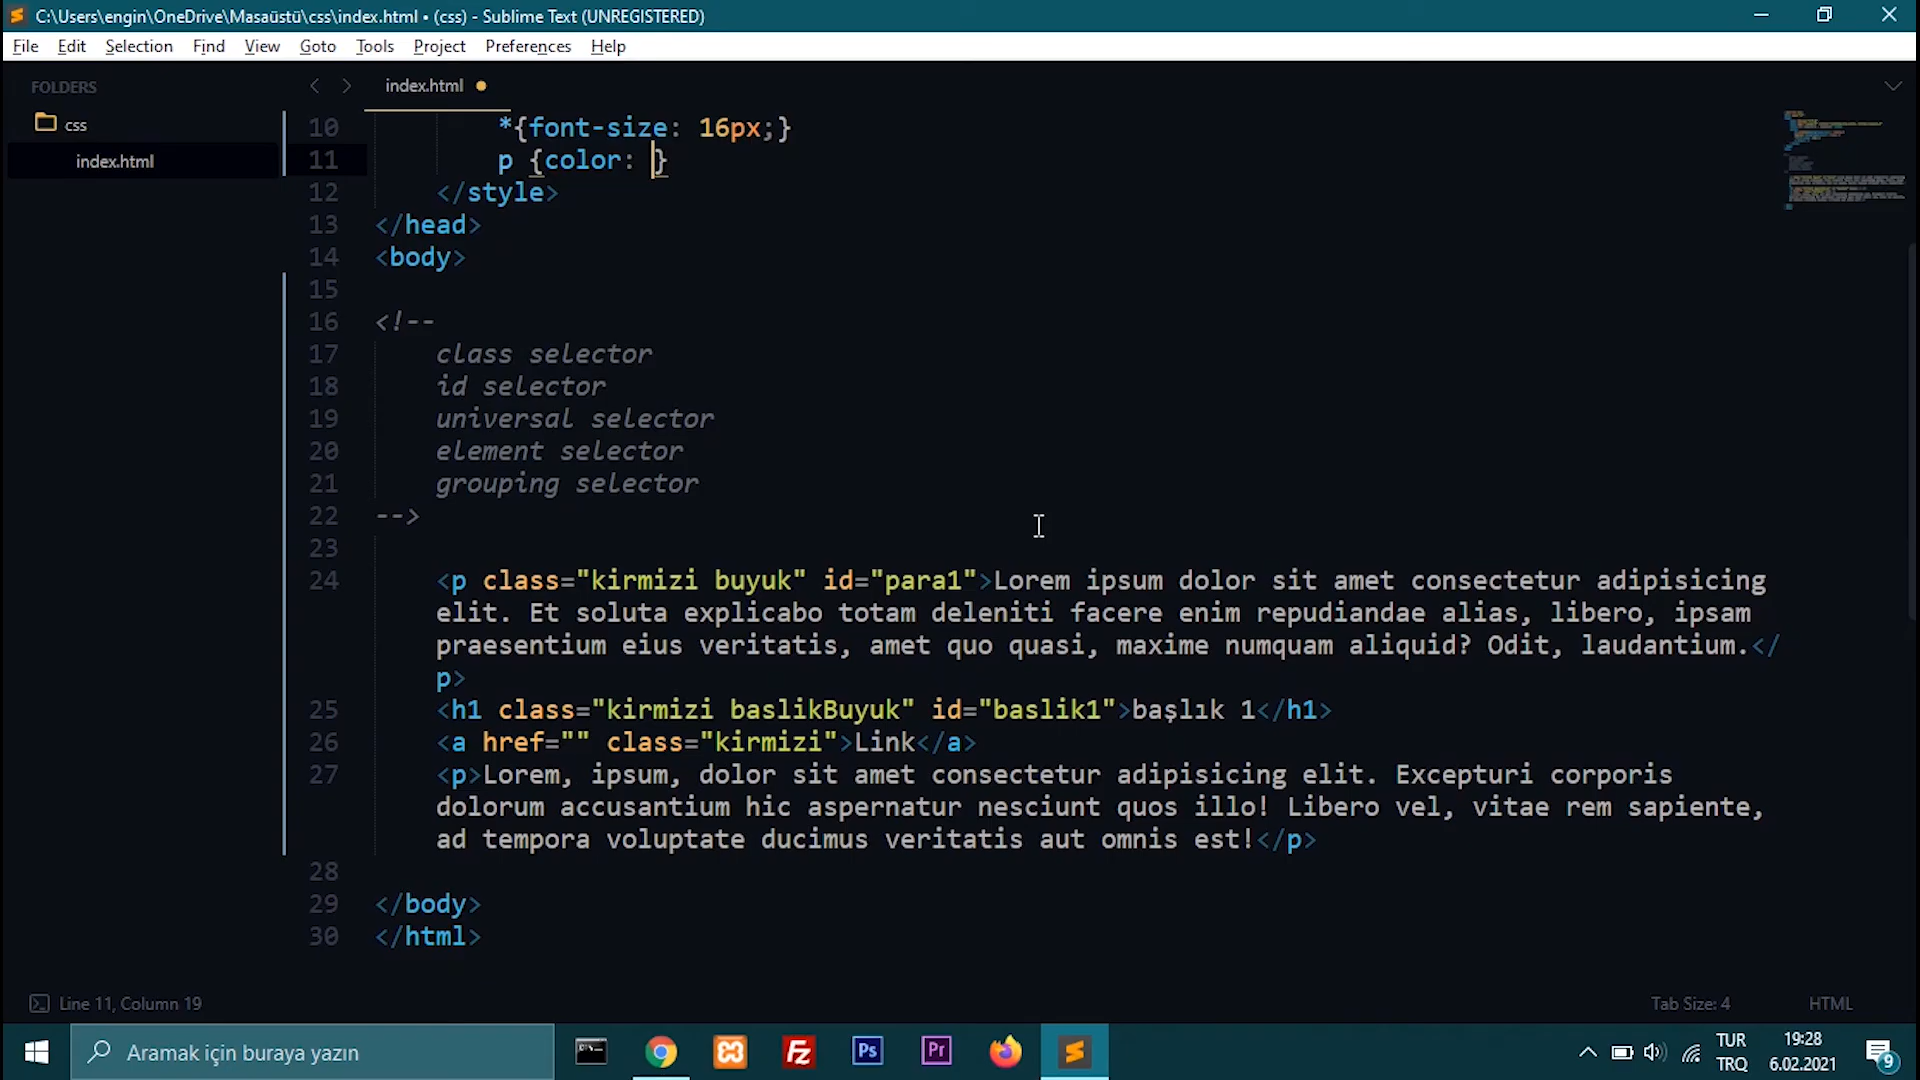 C:\Users\engin\OneDrive\Masaüstü\css\index.html • (css) - Sublime Text (UNREGISTERED)
File Edit Selection Find View Goto Tools Project Preferences Help
FOLDERS
css
index.html
index.html
10 *{font-size: 16px;}
11 p {color: }
12 </style>
13 </head>
14 <body>
15
16 <!--
17 class selector
18 id selector
19 universal selector
20 element selector
21 grouping selector
22 -->
23
24 <p class="kirmizi buyuk" id="para1">Lorem ipsum dolor sit amet consectetur adipisicing
elit. Et soluta explicabo totam deleniti facere enim repudiandae alias, libero, ipsam
praesentium eius veritatis, amet quo quasi, maxime numquam aliquid? Odit, laudantium.</
p>
25 <h1 class="kirmizi baslikBuyuk" id="baslik1">başlık 1</h1>
26 <a href="" class="kirmizi">Link</a>
27 <p>Lorem, ipsum, dolor sit amet consectetur adipisicing elit. Excepturi corporis
dolorum accusantium hic aspernatur nesciunt quos illo! Libero vel, vitae rem sapiente,
ad tempora voluptate ducimus veritatis aut omnis est!</p>
28
29 </body>
30 </html>
Line 11, Column 19
Tab Size: 4
HTML
Aramak için buraya yazın
Fz
Ps
Pr
TUR
TRQ
19:28
6.02.2021
9